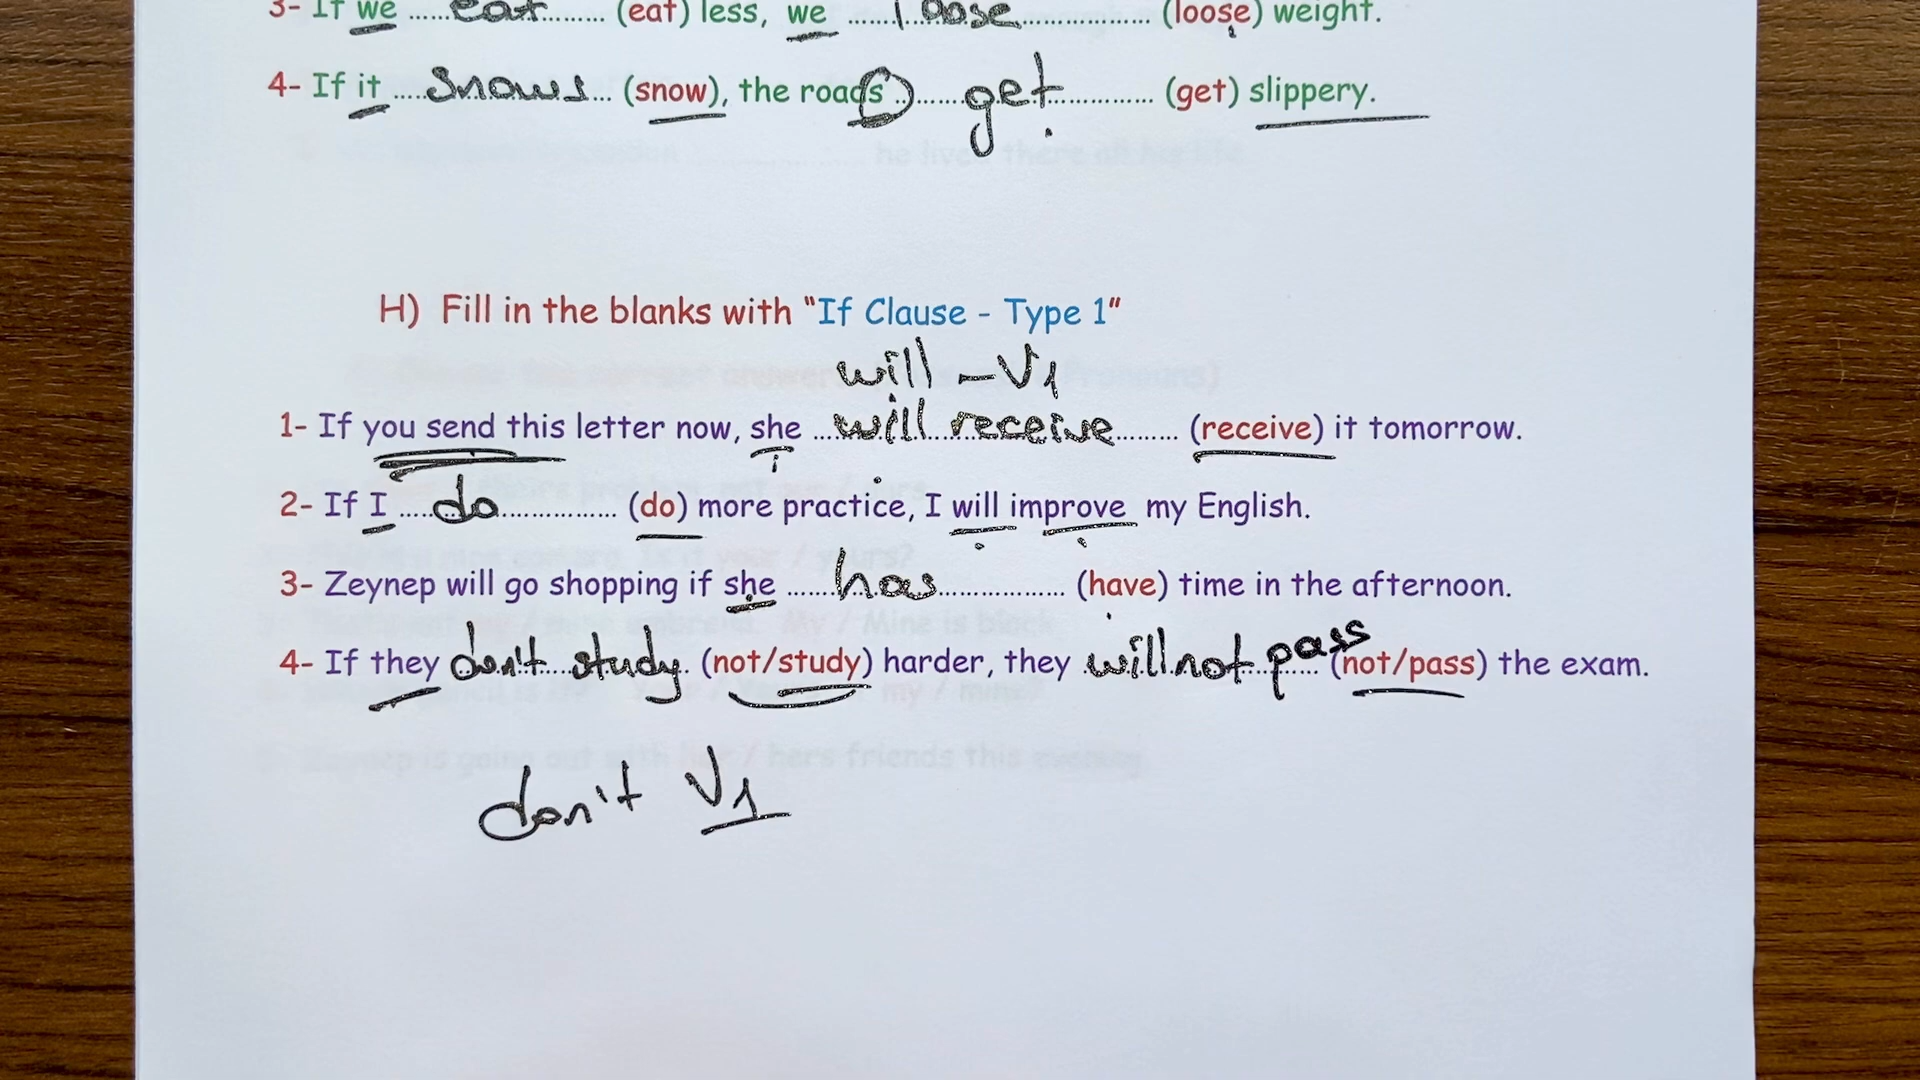 3- If we ......eat......... (eat) less, we .......loose.................. (loose) weight.
4- If it .....snows.... (snow), the roads ........get............... (get) slippery.
H) Fill in the blanks with "If Clause - Type 1"
will - V1
1- If you send this letter now, she ....will receive......... (receive) it tomorrow.
2- If I .....do................ (do) more practice, I will improve my English.
3- Zeynep will go shopping if she ......has.................. (have) time in the afternoon.
4- If they don't study. (not/study) harder, they will not pass (not/pass) the exam.
don't V1